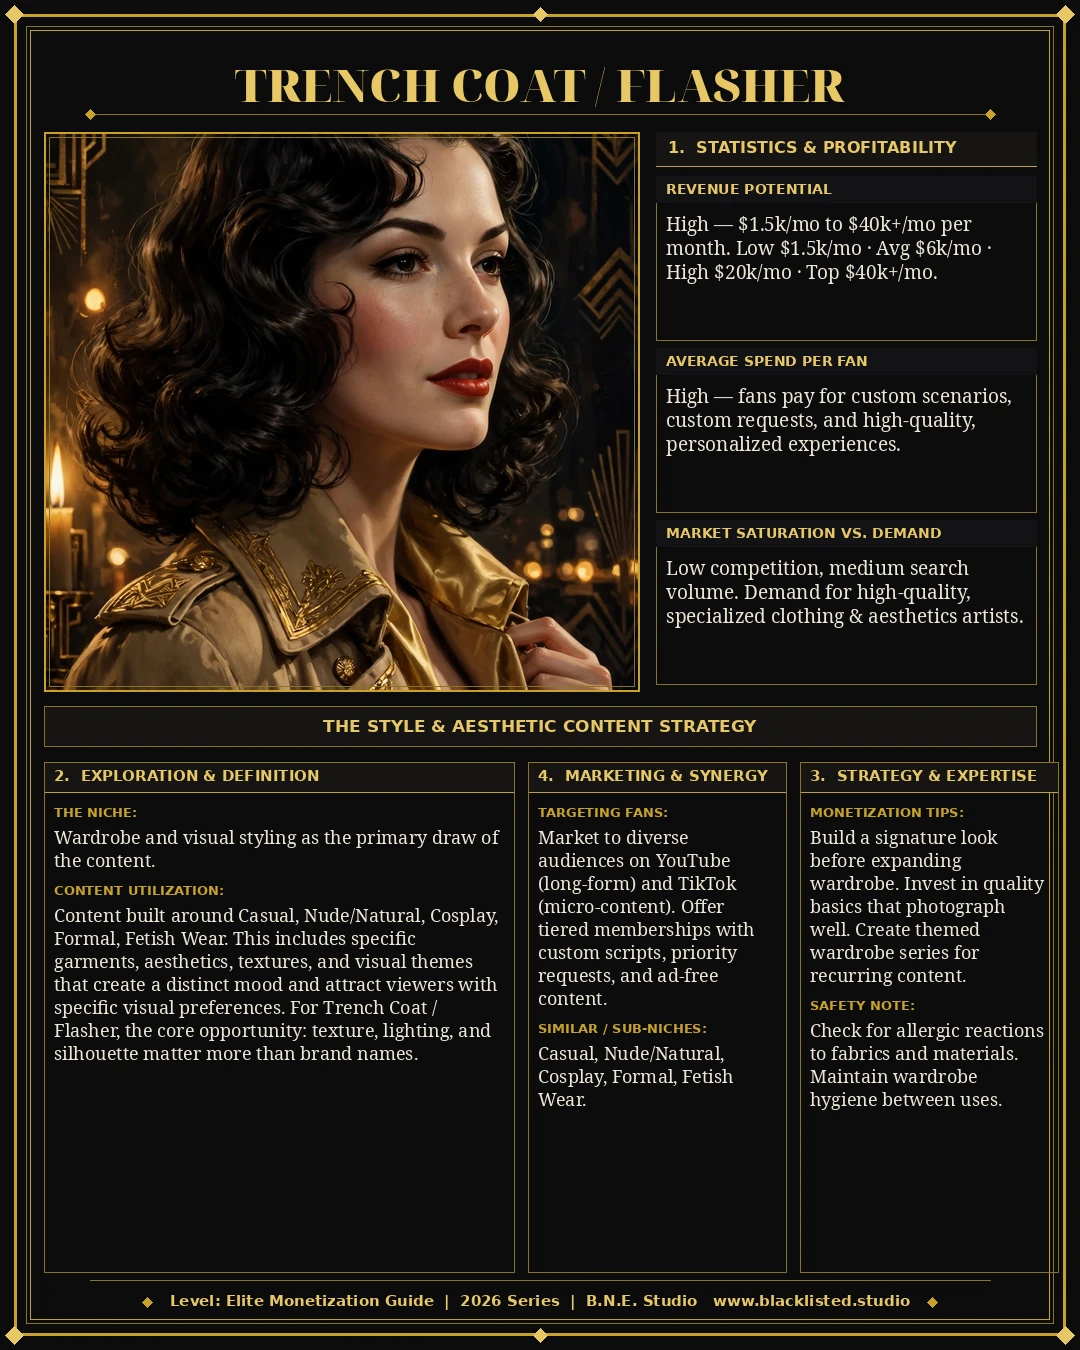 TRENCH COAT / FLASHER
1. STATISTICS & PROFITABILITY
REVENUE POTENTIAL
High — $1.5k/mo to $40k+/mo per
month. Low $1.5k/mo · Avg $6k/mo ·
High $20k/mo · Top $40k+/mo.
AVERAGE SPEND PER FAN
High — fans pay for custom scenarios,
custom requests, and high-quality,
personalized experiences.
MARKET SATURATION VS. DEMAND
Low competition, medium search
volume. Demand for high-quality,
specialized clothing & aesthetics artists.
THE STYLE & AESTHETIC CONTENT STRATEGY
2. EXPLORATION & DEFINITION
THE NICHE:
Wardrobe and visual styling as the primary draw of
the content.
CONTENT UTILIZATION:
Content built around Casual, Nude/Natural, Cosplay,
Formal, Fetish Wear. This includes specific
garments, aesthetics, textures, and visual themes
that create a distinct mood and attract viewers with
specific visual preferences. For Trench Coat /
Flasher, the core opportunity: texture, lighting, and
silhouette matter more than brand names.
4. MARKETING & SYNERGY
TARGETING FANS:
Market to diverse
audiences on YouTube
(long-form) and TikTok
(micro-content). Offer
tiered memberships with
custom scripts, priority
requests, and ad-free
content.
SIMILAR / SUB-NICHES:
Casual, Nude/Natural,
Cosplay, Formal, Fetish
Wear.
3. STRATEGY & EXPERTISE
MONETIZATION TIPS:
Build a signature look
before expanding
wardrobe. Invest in quality
basics that photograph
well. Create themed
wardrobe series for
recurring content.
SAFETY NOTE:
Check for allergic reactions
to fabrics and materials.
Maintain wardrobe
hygiene between uses.
Level: Elite Monetization Guide | 2026 Series | B.N.E. Studio www.blacklisted.studio